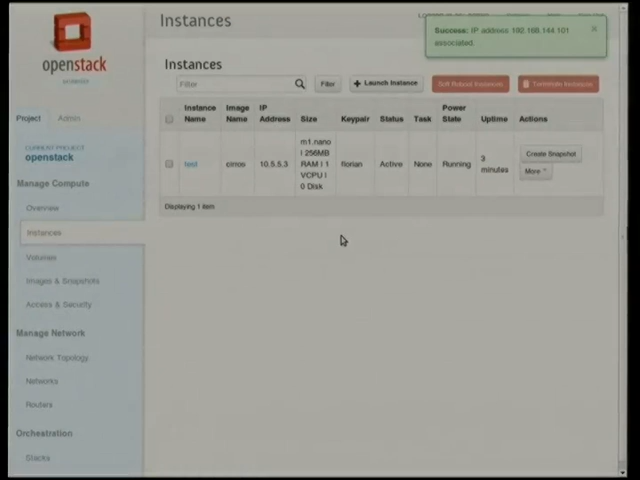 Instances
Success: IP address 192.168.144.101
associated.
×
openstack
Instances
Filter
Filter
+ Launch Instance
Soft Reboot Instances
Terminate Instances
Project
Admin
Instance Name
Image Name
IP Address
Size
Keypair
Status
Task
Power State
Uptime
Actions
CURRENT PROJECT
openstack
test
cirros
10.5.5.3
m1.nano
| 256MB
RAM | 1
VCPU |
0 Disk
florian
Active
None
Running
3 minutes
Create Snapshot
More
Manage Compute
Displaying 1 item
Overview
Instances
Volumes
Images & Snapshots
Access & Security
Manage Network
Network Topology
Networks
Routers
Orchestration
Stacks